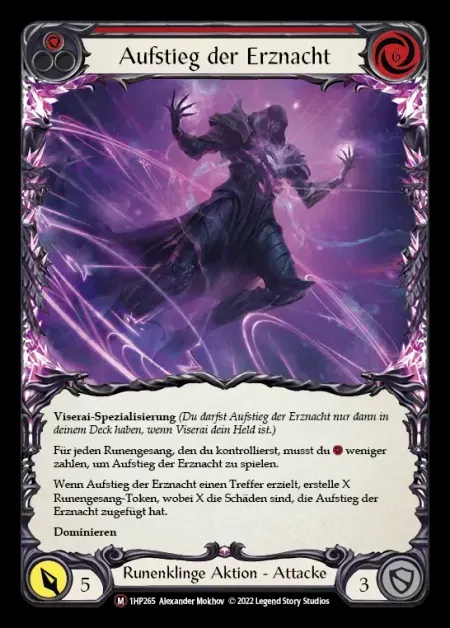 Aufstieg der Erznacht
6
Viserai-Spezialisierung (Du darfst Aufstieg der Erznacht nur dann in
deinem Deck haben, wenn Viserai dein Held ist.)
Für jeden Runengesang, den du kontrollierst, musst du weniger
zahlen, um Aufstieg der Erznacht zu spielen.
Wenn Aufstieg der Erznacht einen Treffer erzielt, erstelle X
Runengesang-Token, wobei X die Schäden sind, die Aufstieg der
Erznacht zugefügt hat.
Dominieren
5
Runenklinge Aktion - Attacke
3
M 1HP265 Alexander Mokhov © 2022 Legend Story Studios